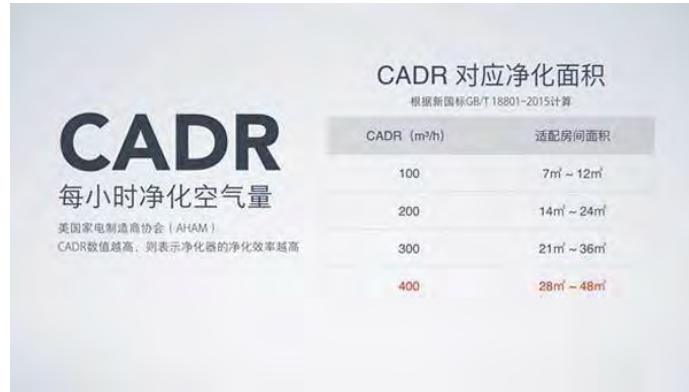 CADR
每小时净化空气量
美国家电制造商协会（AHAM）
CADR数值越高，则表示净化器的净化效率越高
CADR 对应净化面积
根据新国标GB/T 18801-2015计算
CADR（m³/h） 适配房间面积
100 7㎡ ~ 12㎡
200 14㎡ ~ 24㎡
300 21㎡ ~ 36㎡
400 28㎡ ~ 48㎡